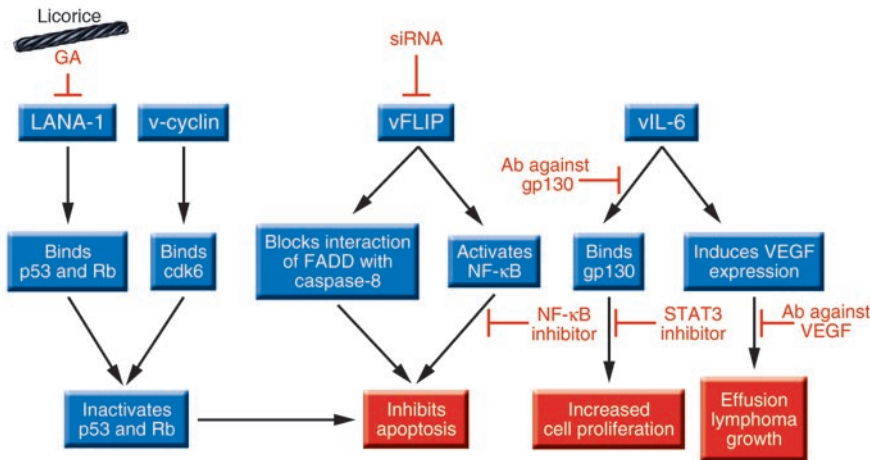 Licorice
GA
siRNA
LANA-1
v-cyclin
vFLIP
vIL-6
Ab against
gp130
Binds
p53 and Rb
Binds
cdk6
Blocks interaction
of FADD with
caspase-8
Activates
NF-κB
Binds
gp130
Induces VEGF
expression
NF-κB
inhibitor
STAT3
inhibitor
Ab against
VEGF
Inactivates
p53 and Rb
Inhibits
apoptosis
Increased
cell proliferation
Effusion
lymphoma
growth